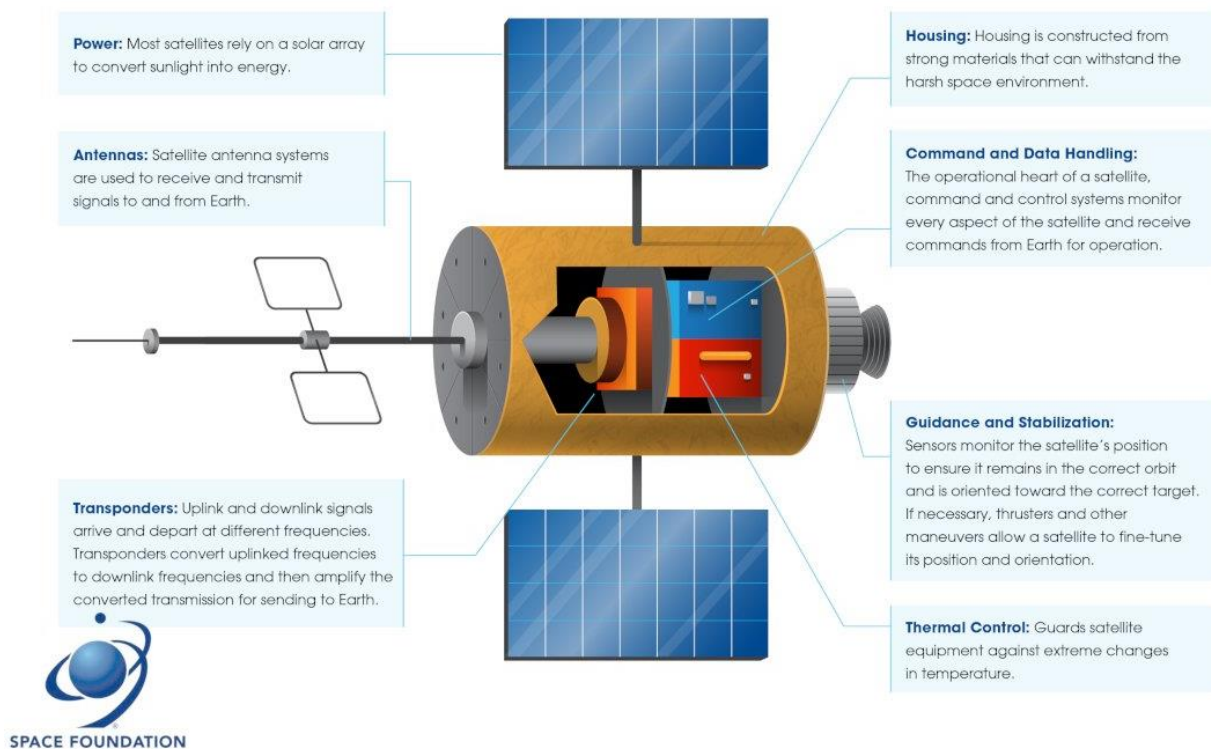 Power: Most satellites rely on a solar array
to convert sunlight into energy.
Antennas: Satellite antenna systems
are used to receive and transmit
signals to and from Earth.
Transponders: Uplink and downlink signals
arrive and depart at different frequencies.
Transponders convert uplinked frequencies
to downlink frequencies and then amplify the
converted transmission for sending to Earth.
Housing: Housing is constructed from
strong materials that can withstand the
harsh space environment.
Command and Data Handling:
The operational heart of a satellite,
command and control systems monitor
every aspect of the satellite and receive
commands from Earth for operation.
Guidance and Stabilization:
Sensors monitor the satellite's position
to ensure it remains in the correct orbit
and is oriented toward the correct target.
If necessary, thrusters and other
maneuvers allow a satellite to fine-tune
its position and orientation.
Thermal Control: Guards satellite
equipment against extreme changes
in temperature.
SPACE FOUNDATION